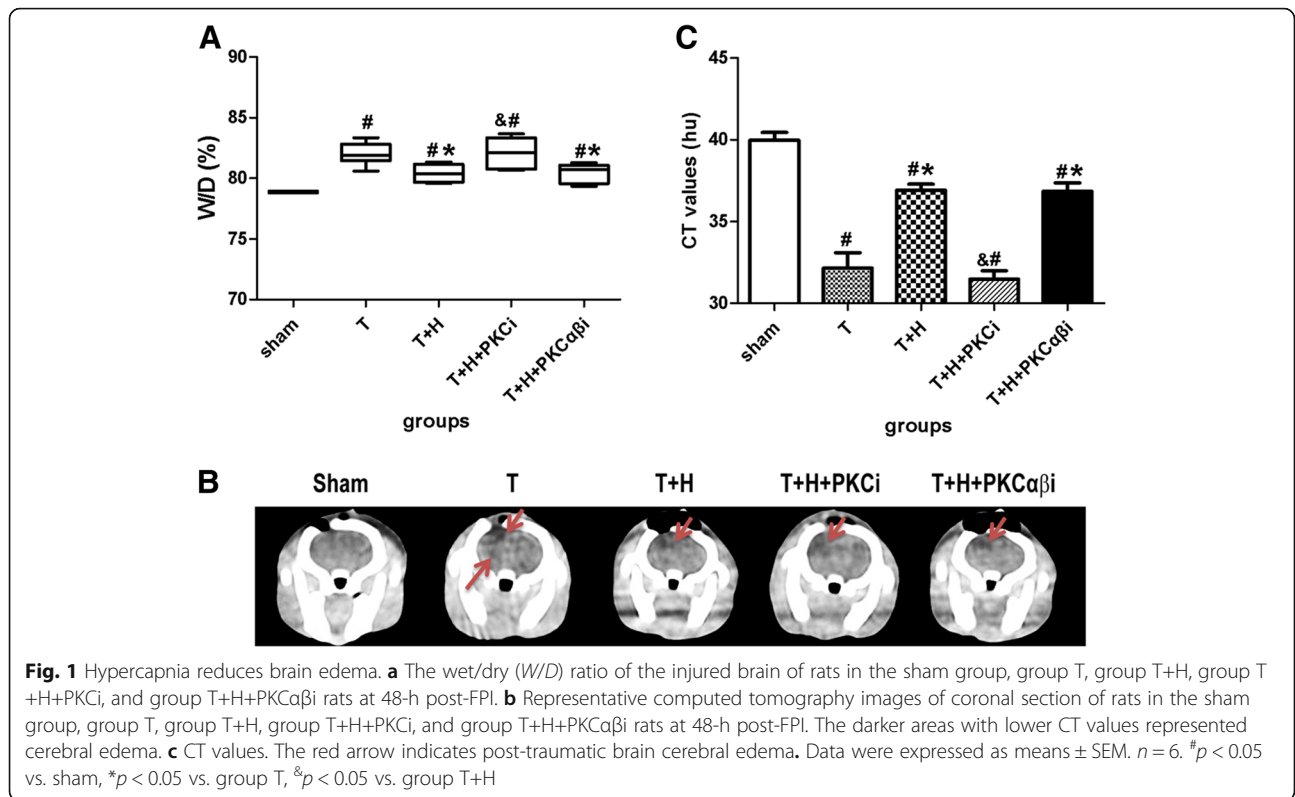 A
90
85
80
75
70
W/D (%)
#
#*
&#
#*
sham
T
T+H
T+H+PKCi
T+H+PKCαβi
groups
C
45
40
35
30
CT values (hu)
#
#*
&#
#*
sham
T
T+H
T+H+PKCi
T+H+PKCαβi
groups
B
Sham T T+H T+H+PKCi T+H+PKCαβi
Fig. 1 Hypercapnia reduces brain edema. a The wet/dry (W/D) ratio of the injured brain of rats in the sham group, group T, group T+H, group T
+H+PKCi, and group T+H+PKCαβi rats at 48-h post-FPI. b Representative computed tomography images of coronal section of rats in the sham
group, group T, group T+H, group T+H+PKCi, and group T+H+PKCαβi rats at 48-h post-FPI. The darker areas with lower CT values represented
cerebral edema. c CT values. The red arrow indicates post-traumatic brain cerebral edema. Data were expressed as means ± SEM. n = 6. #p < 0.05
vs. sham, *p < 0.05 vs. group T, &p < 0.05 vs. group T+H